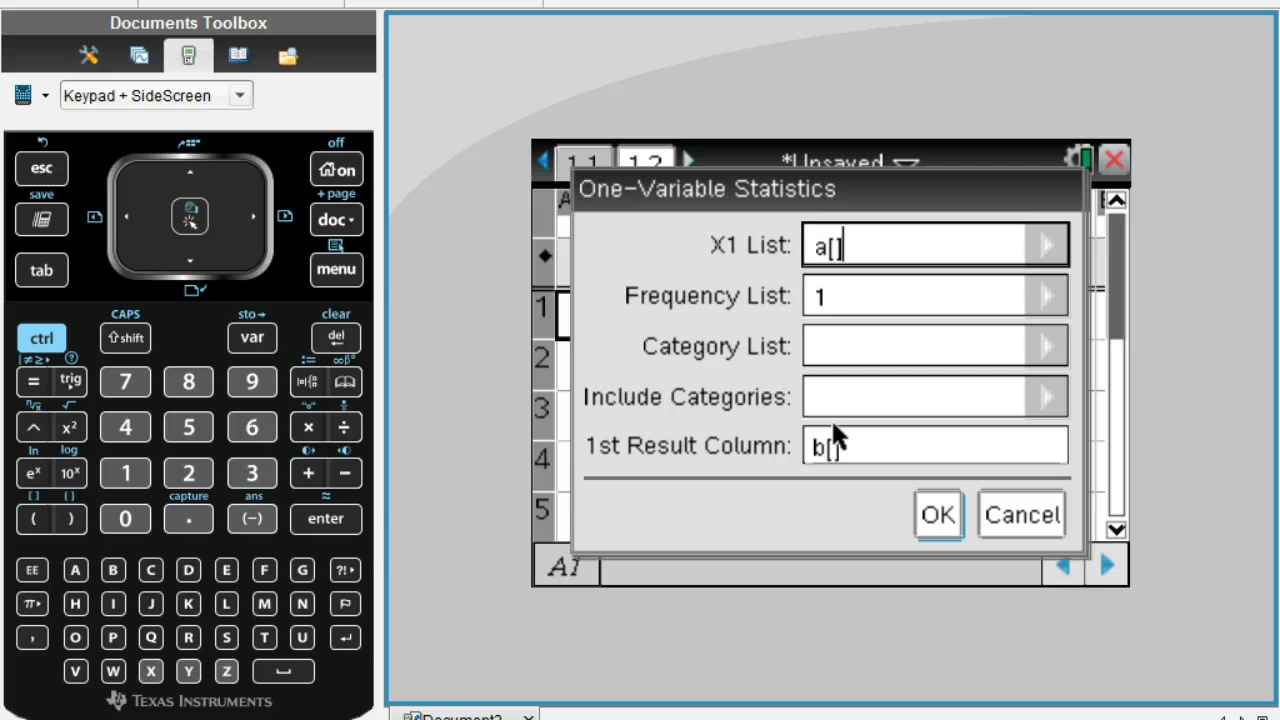 Documents Toolbox
Keypad + SideScreen
off
esc
on
save
+ page
doc
tab
menu
CAPS
sto→
clear
ctrl
shift
var
del
= trig 7 8 9
^ x² 4 5 6 × ÷
ln log
eˣ 10ˣ 1 2 3 + −
[ ] { } capture ans ≈
( ) 0 . (−) enter
EE A B C D E F G ?!▸
π▸ H I J K L M N
, O P Q R S T U
V W X Y Z
TEXAS INSTRUMENTS
1.1 1.2 *Unsaved
One-Variable Statistics
X1 List: a[]
Frequency List: 1
Category List:
Include Categories:
1st Result Column: b[]
OK Cancel
1
2
3
4
5
A1
Document2